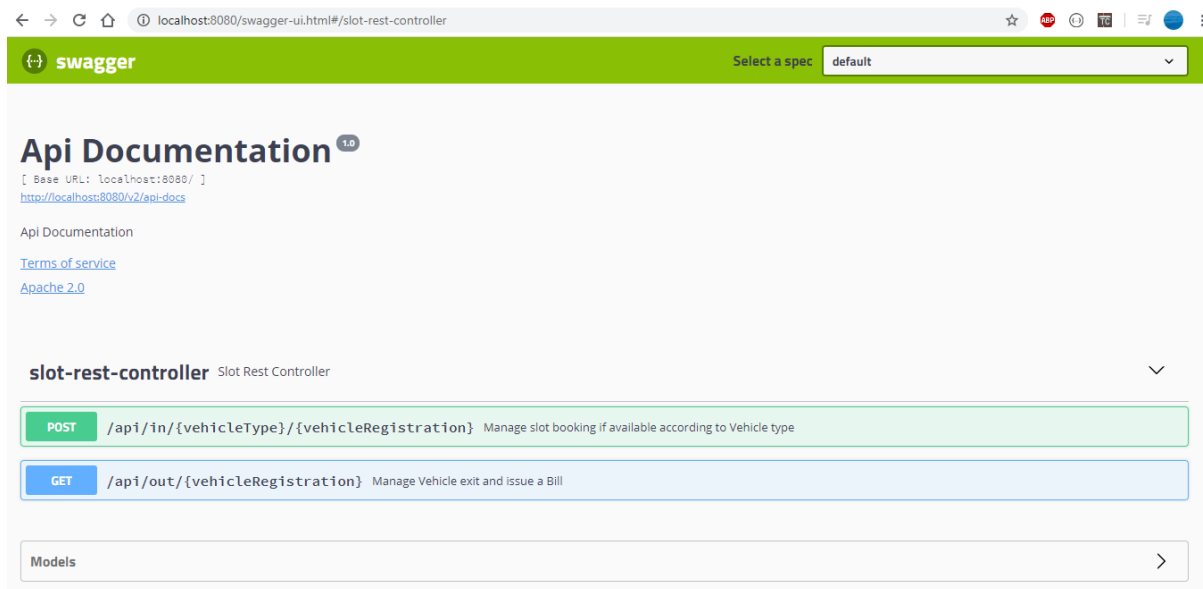 localhost:8080/swagger-ui.html#/slot-rest-controller
ABP
TC
{··} swagger
Select a spec default
Api Documentation 1.0
[ Base URL: localhost:8080/ ]
http://localhost:8080/v2/api-docs
Api Documentation
Terms of service
Apache 2.0
slot-rest-controller Slot Rest Controller
POST /api/in/{vehicleType}/{vehicleRegistration} Manage slot booking if available according to Vehicle type
GET /api/out/{vehicleRegistration} Manage Vehicle exit and issue a Bill
Models